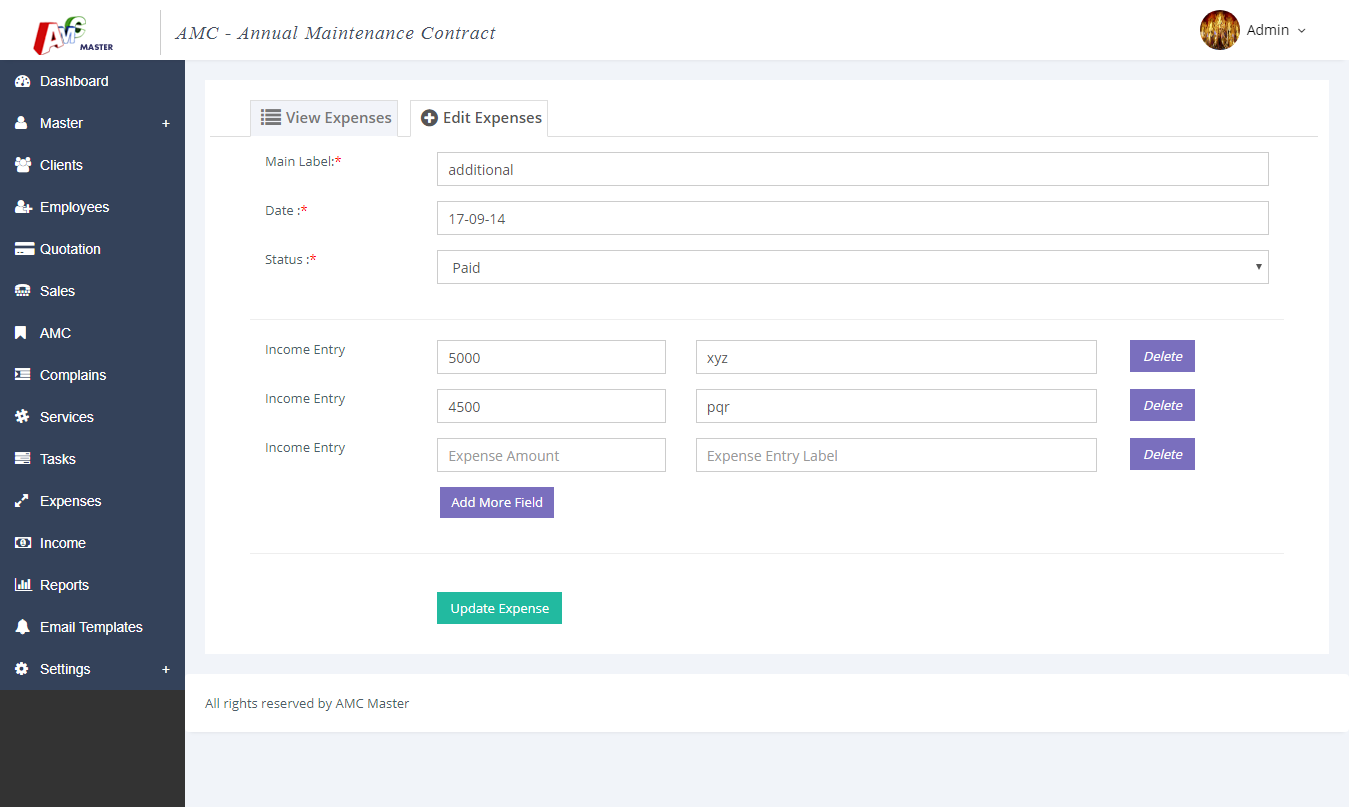 AMC MASTER
AMC - Annual Maintenance Contract
Admin
Dashboard
Master +
Clients
Employees
Quotation
Sales
AMC
Complains
Services
Tasks
Expenses
Income
Reports
Email Templates
Settings +
View Expenses
Edit Expenses
Main Label:* additional
Date :* 17-09-14
Status :* Paid
Income Entry 5000 xyz Delete
Income Entry 4500 pqr Delete
Income Entry Expense Amount Expense Entry Label Delete
Add More Field
Update Expense
All rights reserved by AMC Master